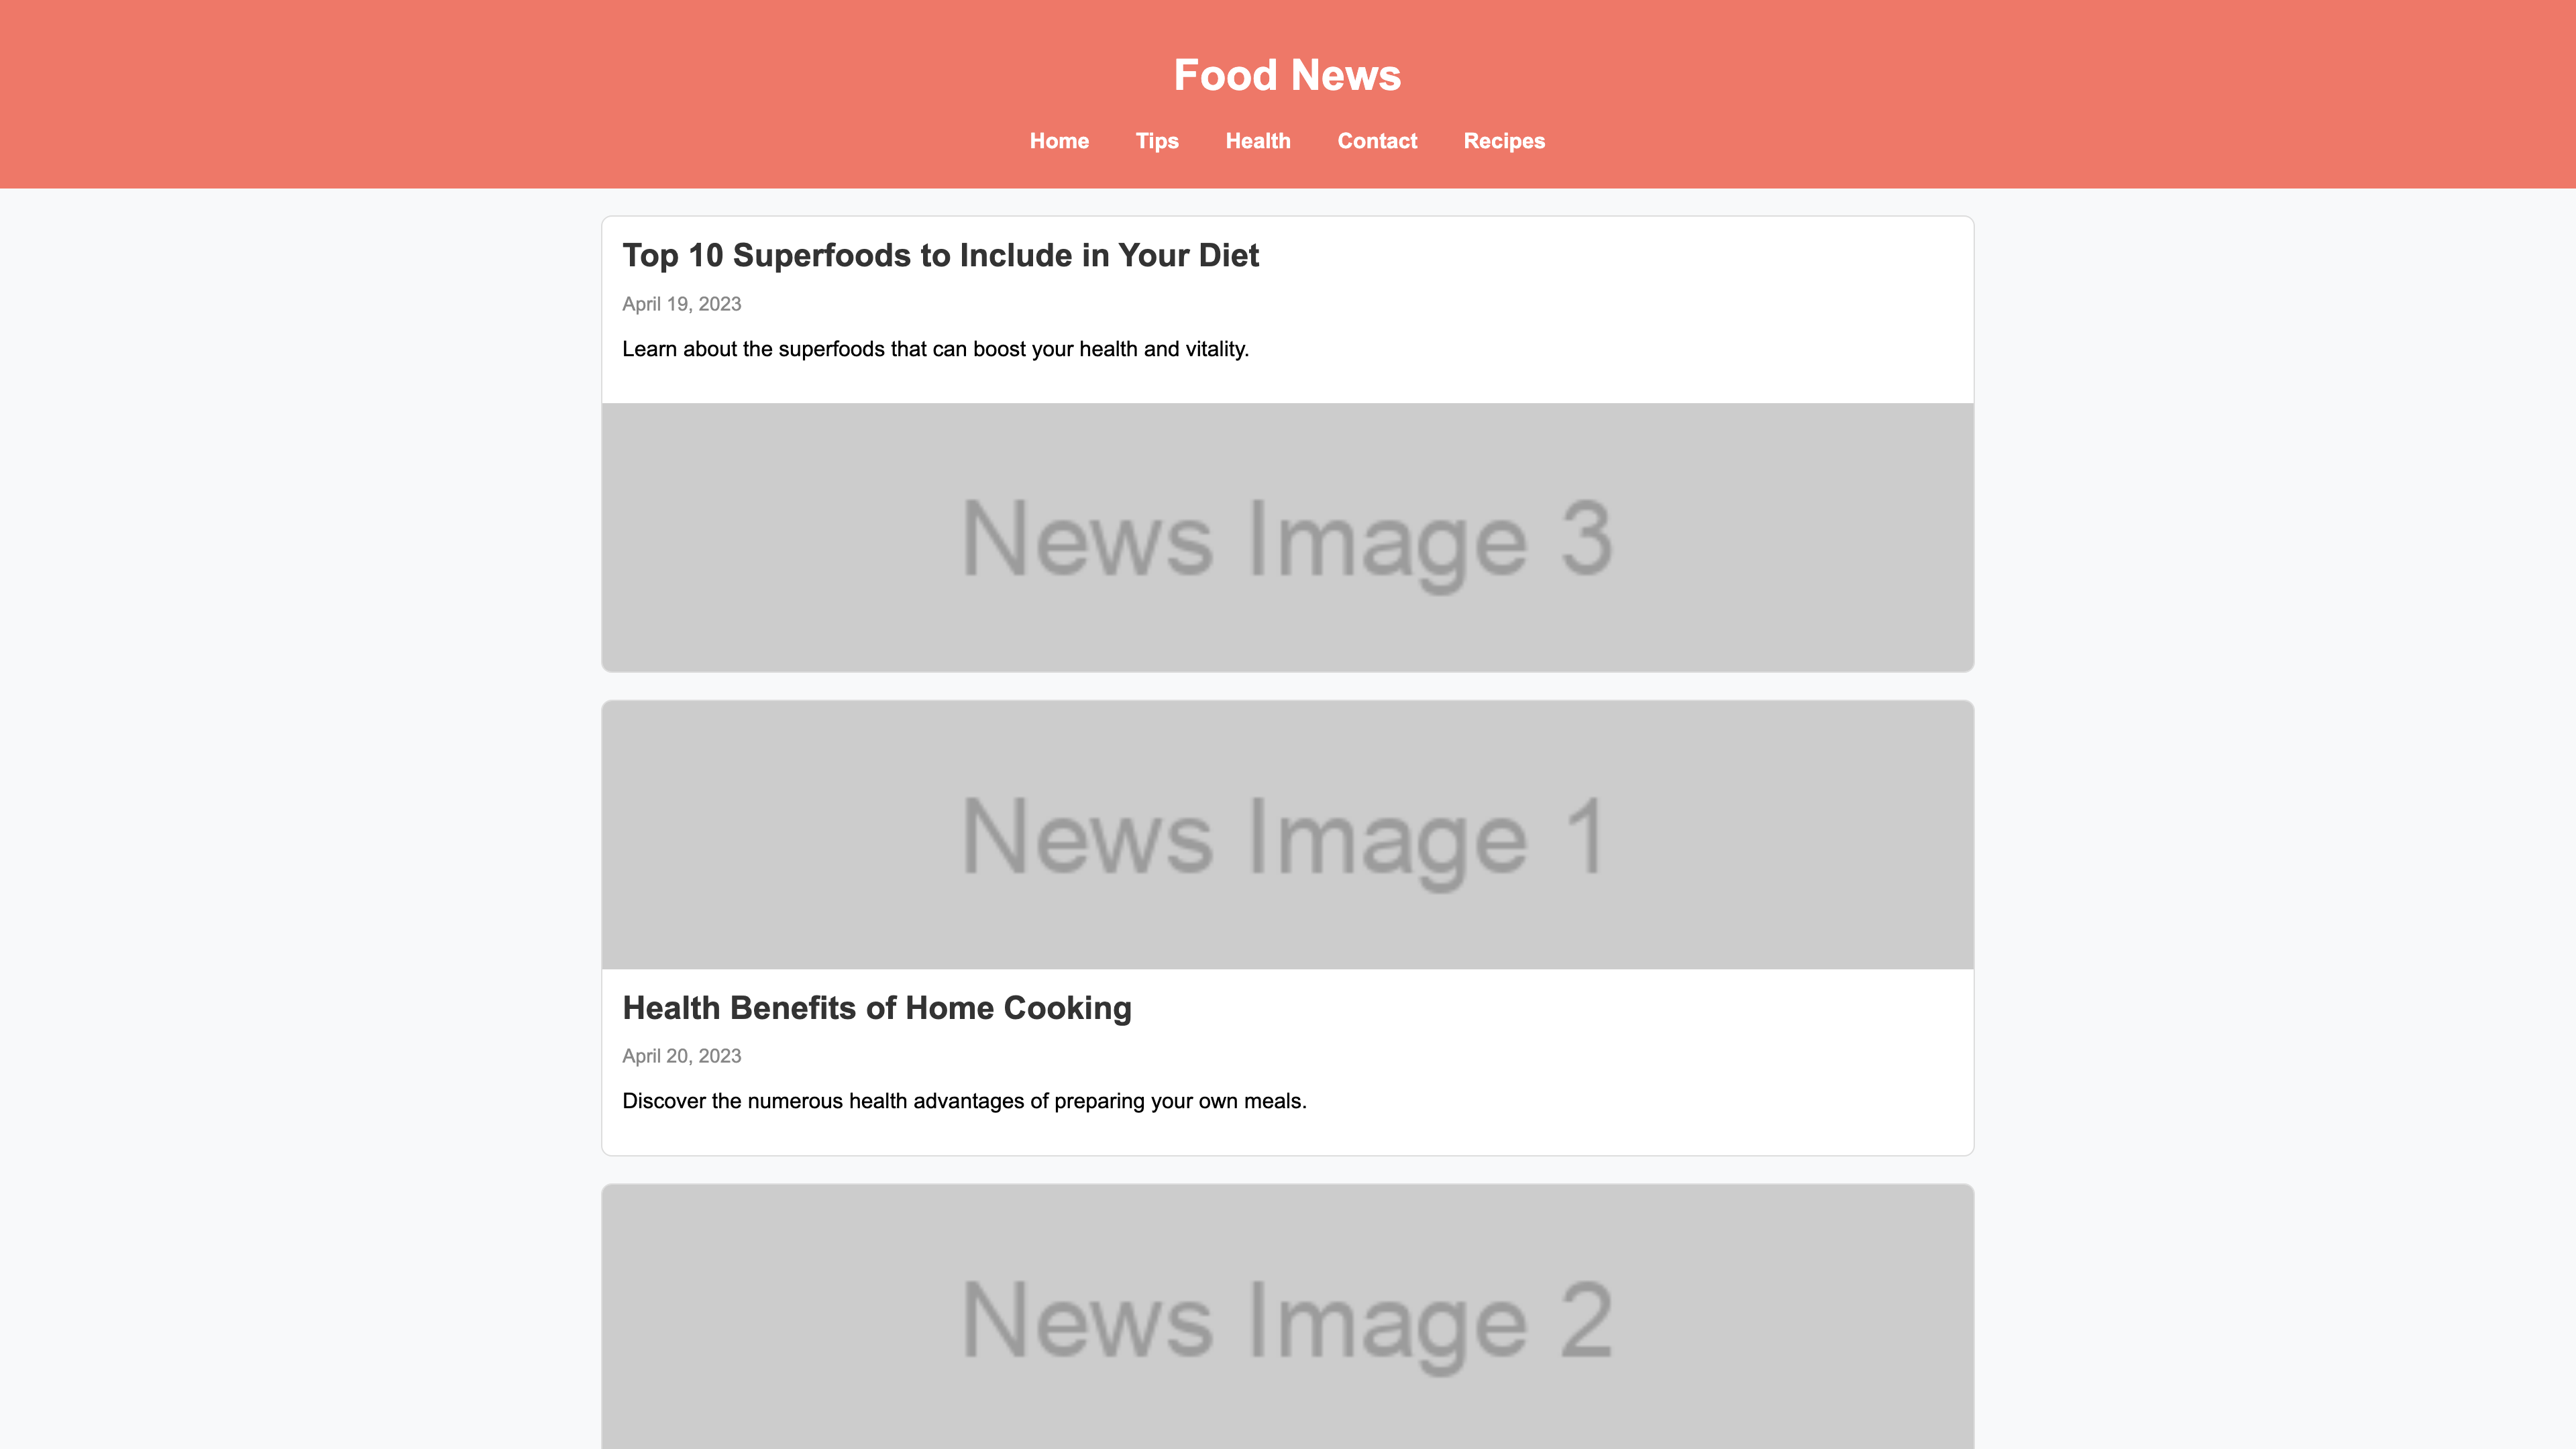 Food News
Home Tips Health Contact Recipes
Top 10 Superfoods to Include in Your Diet
April 19, 2023
Learn about the superfoods that can boost your health and vitality.
News Image 3
News Image 1
Health Benefits of Home Cooking
April 20, 2023
Discover the numerous health advantages of preparing your own meals.
News Image 2